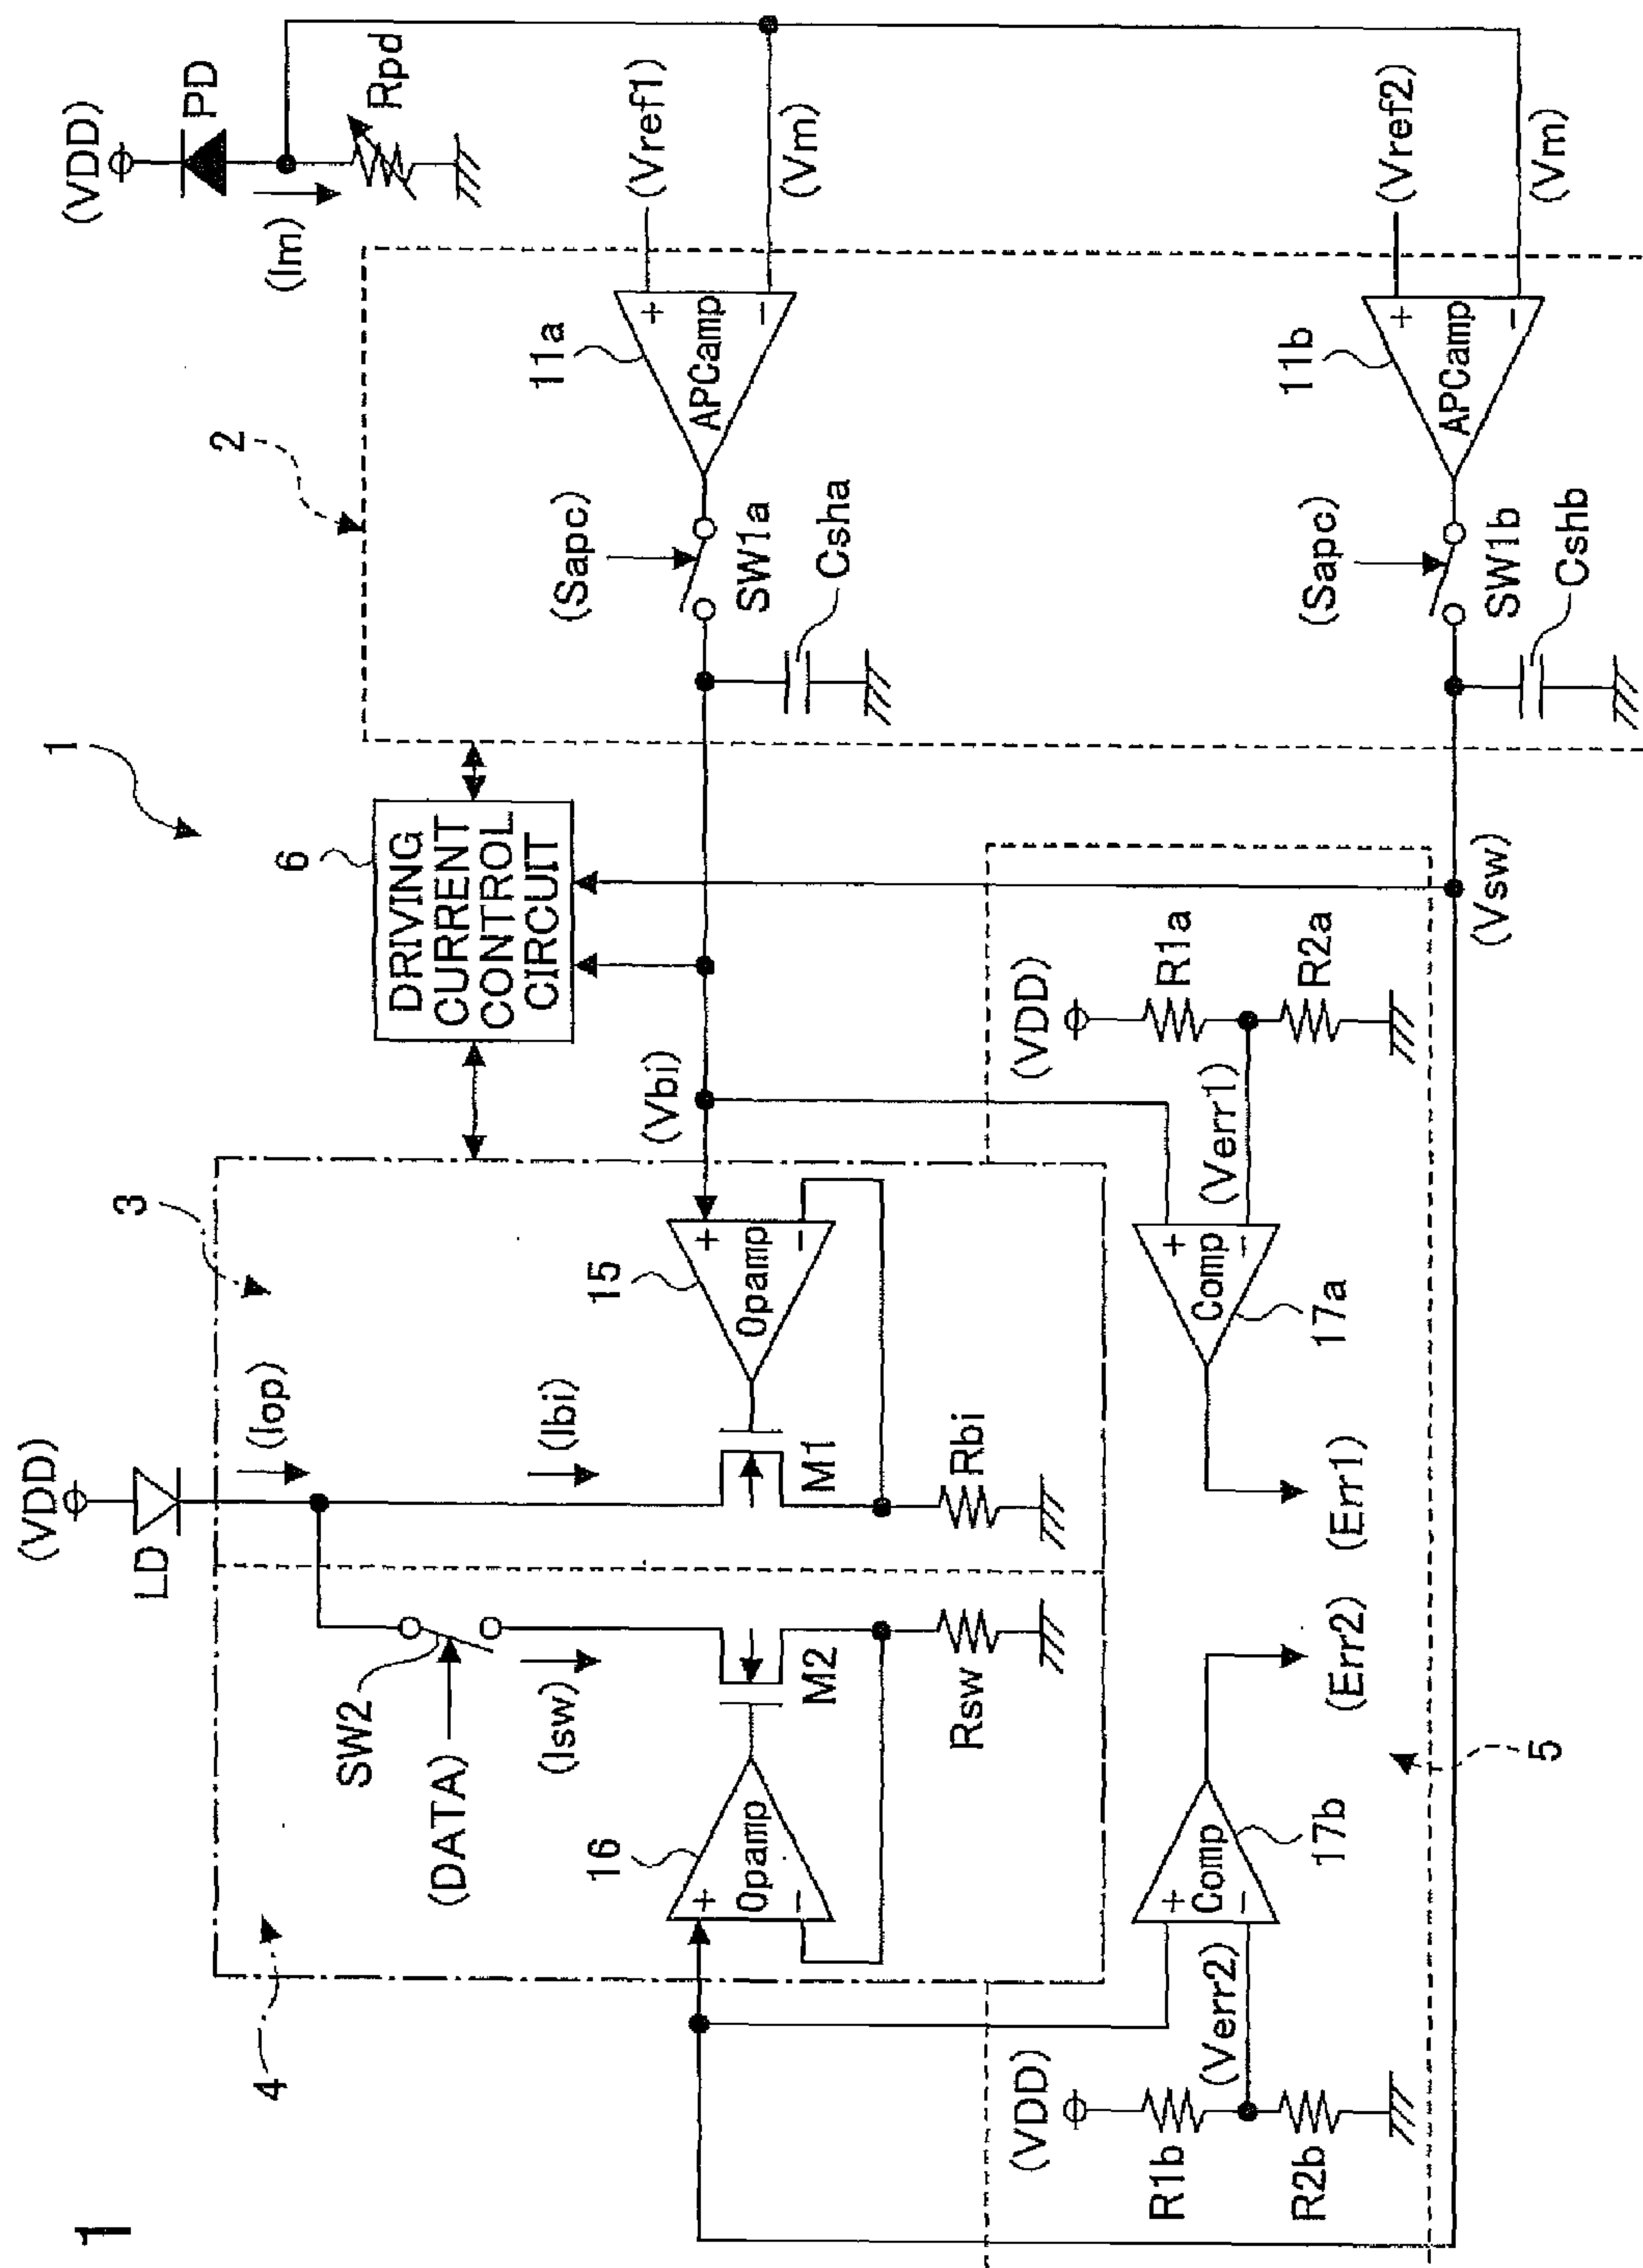 1
(VDD)
LD
(Iop)
3
4
SW2
(DATA)
(Isw)
(Ibi)
16
Opamp
+
−
M2
Rsw
M1
Rbi
15
Opamp
+
−
(Vbi)
6
DRIVING
CURRENT
CONTROL
CIRCUIT
1
2
(VDD)
PD
(Im)
Rpd
(Sapc)
SW1a
Csha
11a
APCamp
+
−
(Vref1)
(Vm)
(VDD)
R1b
R2b
(Verr2)
Comp
+
−
17b
(Err2)
5
(Err1)
Comp
+
−
17a
(Verr1)
(VDD)
R1a
R2a
(Vsw)
(Sapc)
SW1b
Cshb
11b
APCamp
+
−
(Vref2)
(Vm)